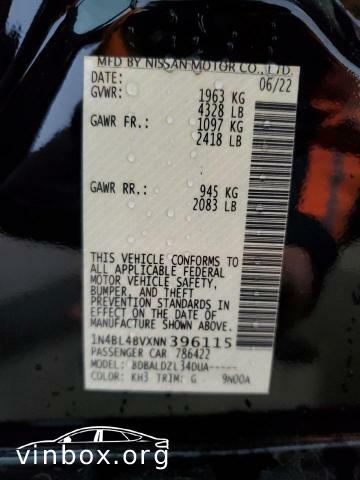 MFD BY NISSAN MOTOR CO., LTD.
DATE: 06/22
GVWR: 1963 KG
4328 LB
GAWR FR.: 1097 KG
2418 LB
GAWR RR.: 945 KG
2083 LB
THIS VEHICLE CONFORMS TO
ALL APPLICABLE FEDERAL
MOTOR VEHICLE SAFETY,
BUMPER, AND THEFT
PREVENTION STANDARDS IN
EFFECT ON THE DATE OF
MANUFACTURE SHOWN ABOVE.
1N4BL4BVXNN396115
PASSENGER CAR 786422
MODEL: BDBALDZL34DUA-----
COLOR: KH3 TRIM: G 9N00A
vinbox.org